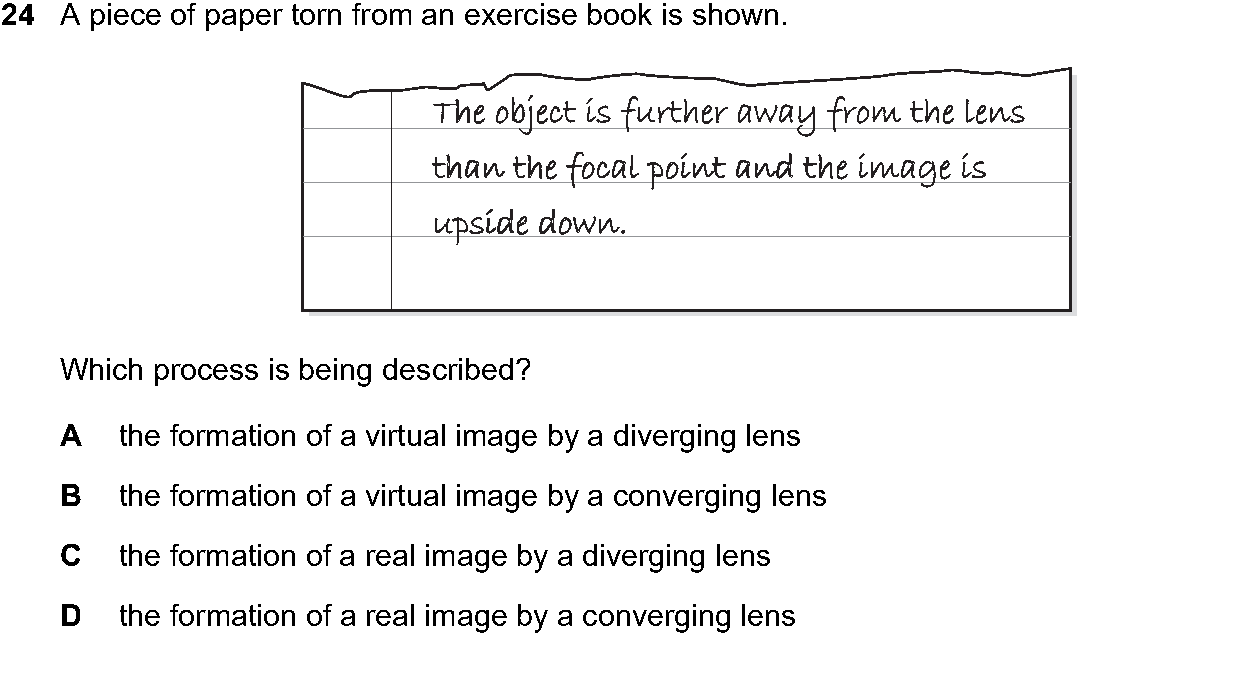 24 A piece of paper torn from an exercise book is shown.
The object is further away from the lens
than the focal point and the image is
upside down.
Which process is being described?
A the formation of a virtual image by a diverging lens
B the formation of a virtual image by a converging lens
C the formation of a real image by a diverging lens
D the formation of a real image by a converging lens